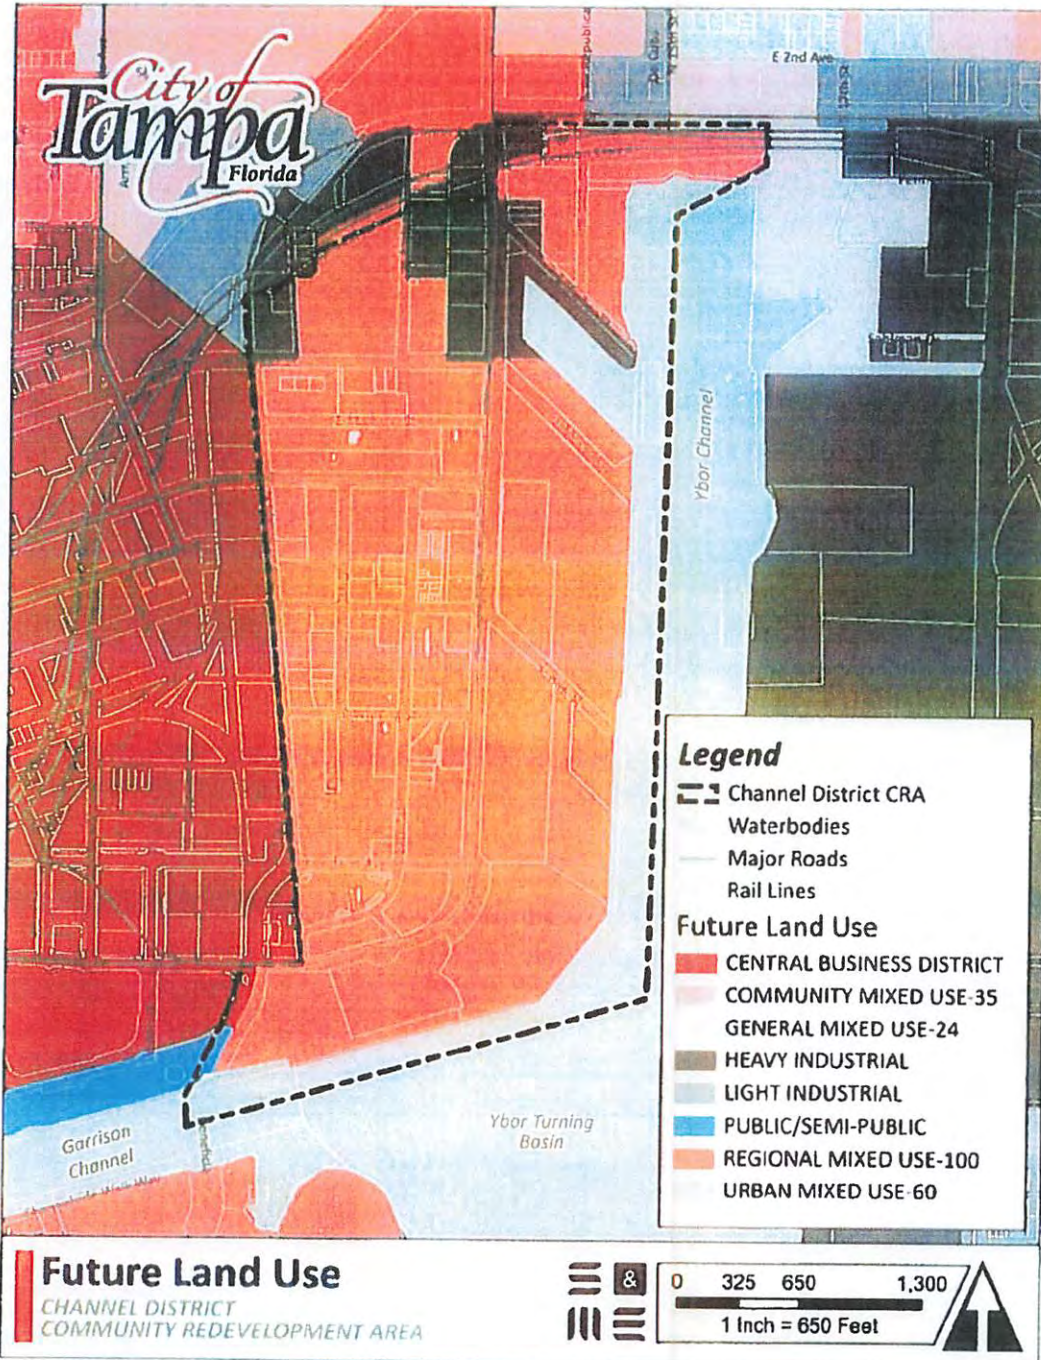 City of
Tampa
Florida
E 2nd Ave
Ybor Channel
Legend
Channel District CRA
Waterbodies
Major Roads
Rail Lines
Future Land Use
CENTRAL BUSINESS DISTRICT
COMMUNITY MIXED USE-35
GENERAL MIXED USE-24
HEAVY INDUSTRIAL
LIGHT INDUSTRIAL
PUBLIC/SEMI-PUBLIC
REGIONAL MIXED USE-100
URBAN MIXED USE-60
Ybor Turning
Basin
Garrison
Channel
Future Land Use
CHANNEL DISTRICT
COMMUNITY REDEVELOPMENT AREA
&
0 325 650 1,300
1 Inch = 650 Feet